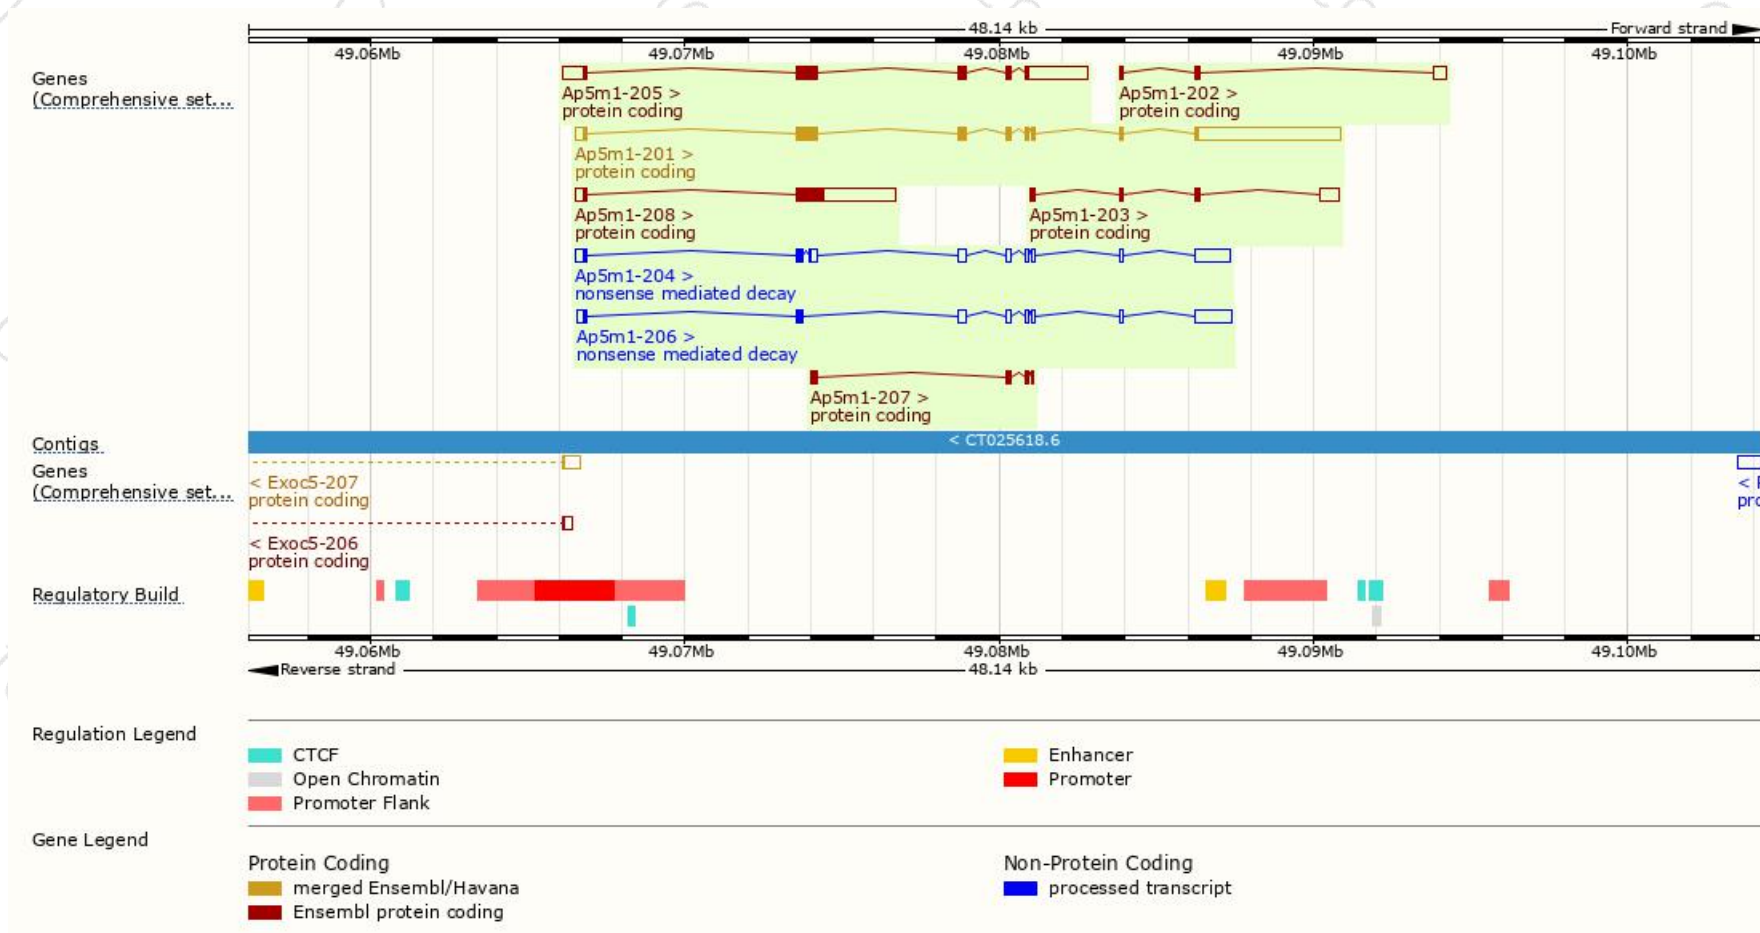 48.14 kb Forward strand
49.06Mb 49.07Mb 49.08Mb 49.09Mb 49.10Mb
Genes
(Comprehensive set...
Ap5m1-205 > Ap5m1-202 >
protein coding protein coding
Ap5m1-201 >
protein coding
Ap5m1-208 > Ap5m1-203 >
protein coding protein coding
Ap5m1-204 >
nonsense mediated decay
Ap5m1-206 >
nonsense mediated decay
Ap5m1-207 >
protein coding
Contigs < CT025618.6
Genes
(Comprehensive set...
< Exoc5-207
protein coding pro
< Exoc5-206
protein coding
Regulatory Build
49.06Mb 49.07Mb 49.08Mb 49.09Mb 49.10Mb
Reverse strand 48.14 kb
Regulation Legend
CTCF Enhancer
Open Chromatin Promoter
Promoter Flank
Gene Legend
Protein Coding Non-Protein Coding
merged Ensembl/Havana processed transcript
Ensembl protein coding